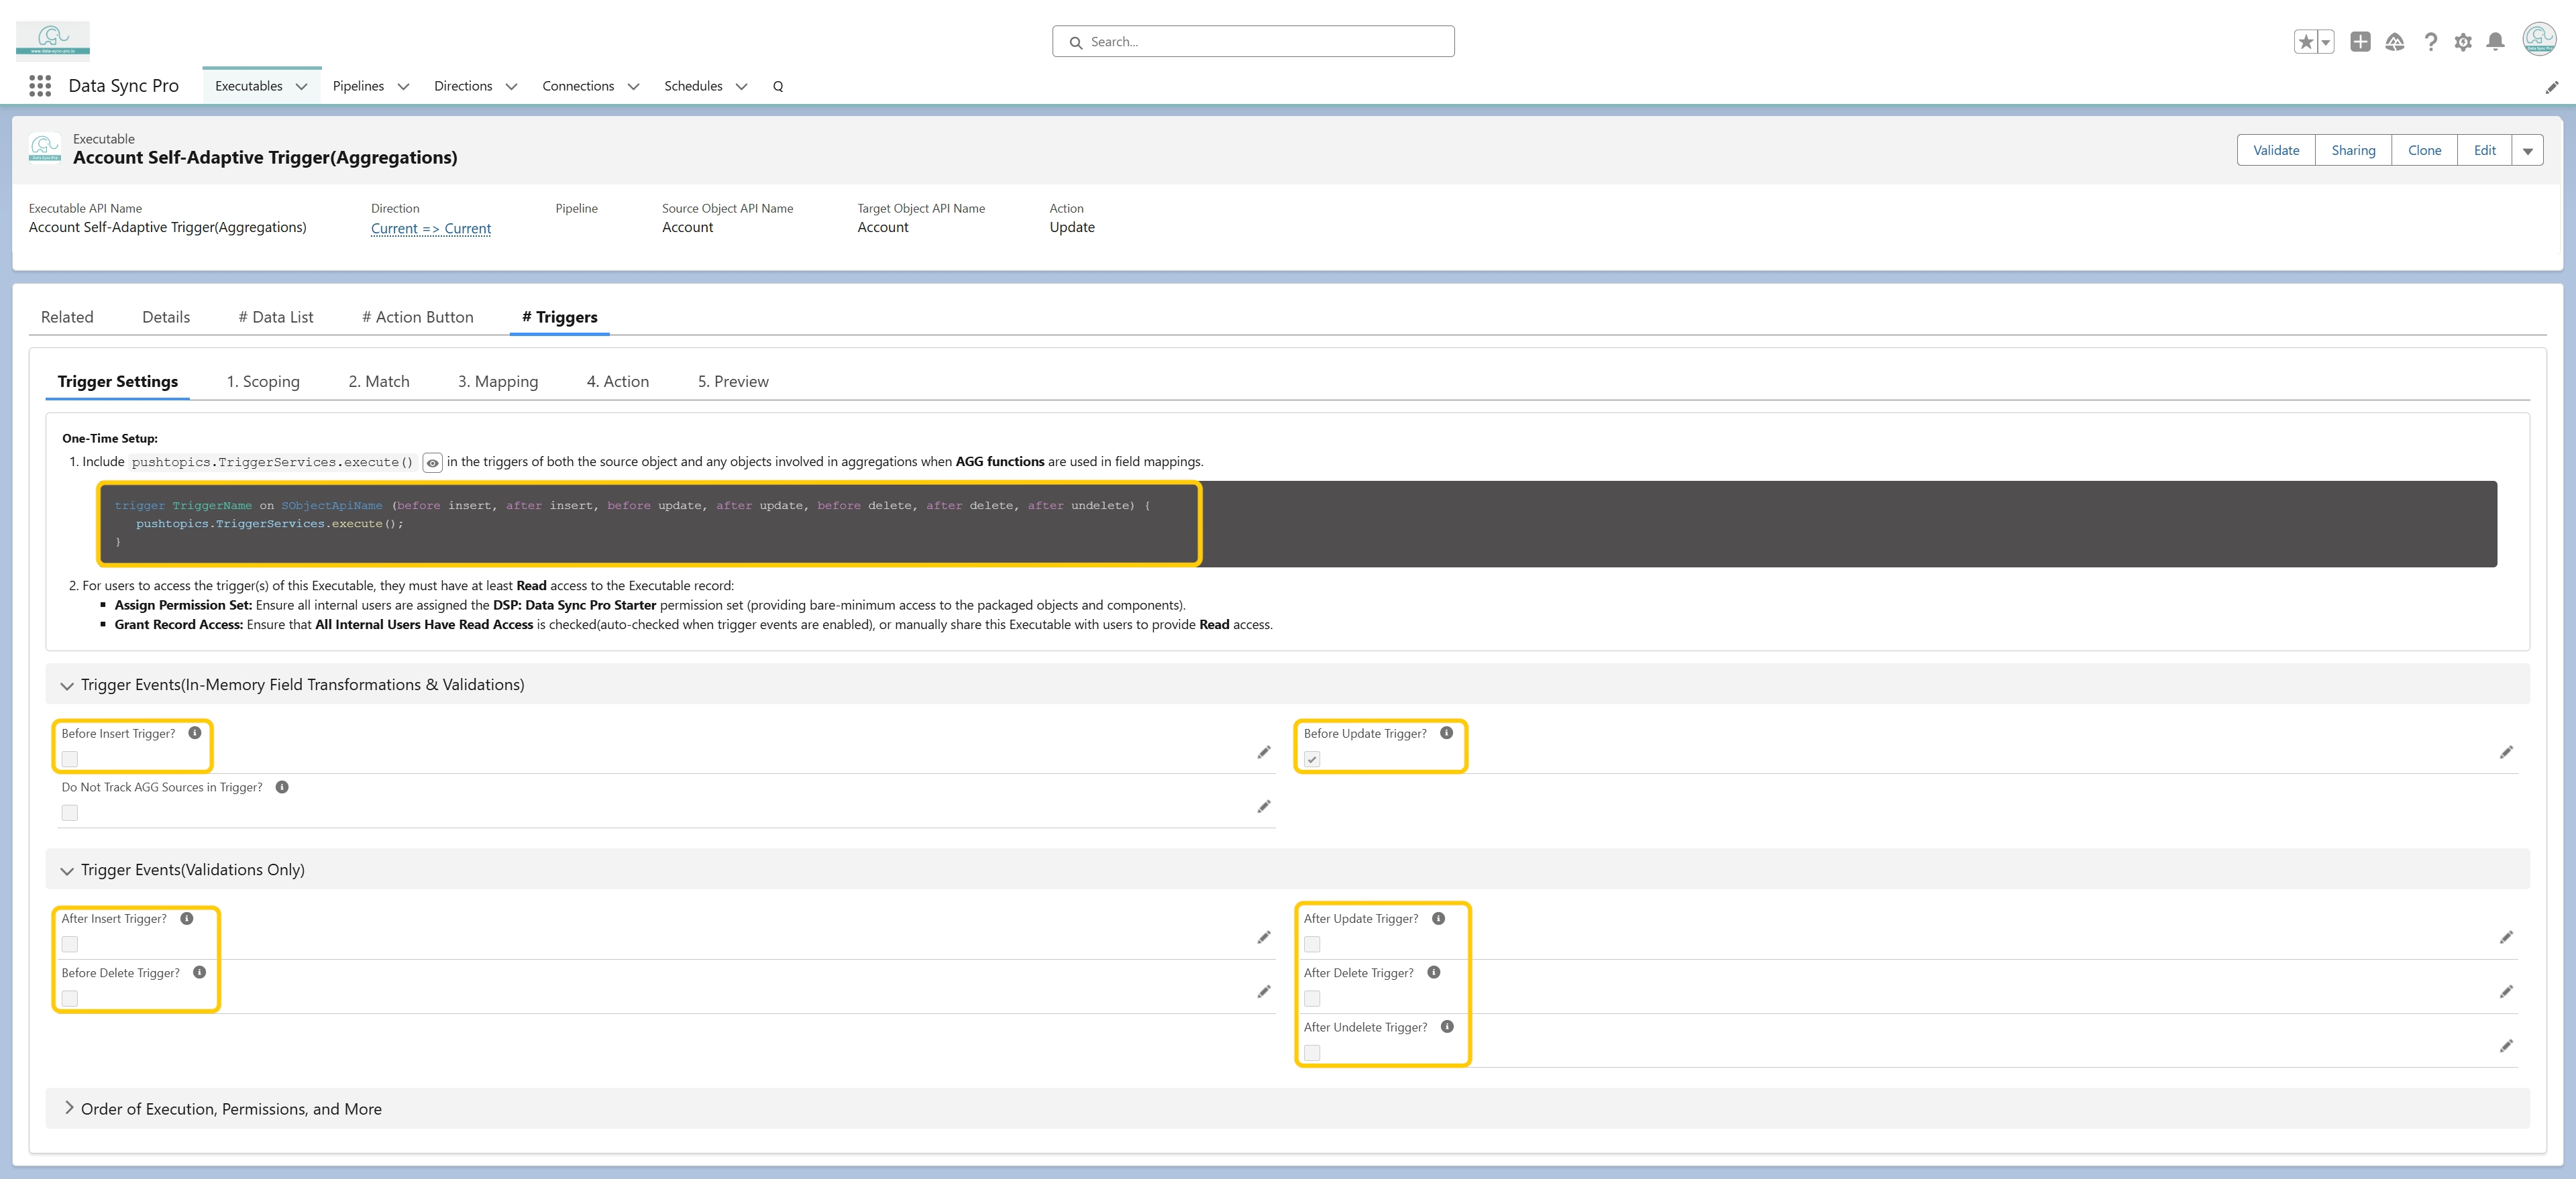 www.data-sync-pro.io
Search...
Data Sync Pro
Executables
Pipelines
Directions
Connections
Schedules
Q
Executable
Account Self-Adaptive Trigger(Aggregations)
Validate
Sharing
Clone
Edit
Executable API Name
Account Self-Adaptive Trigger(Aggregations)
Direction
Current => Current
Pipeline
Source Object API Name
Account
Target Object API Name
Account
Action
Update
Related
Details
# Data List
# Action Button
# Triggers
Trigger Settings
1. Scoping
2. Match
3. Mapping
4. Action
5. Preview
One-Time Setup:
1. Include pushtopics.TriggerServices.execute() in the triggers of both the source object and any objects involved in aggregations when AGG functions are used in field mappings.
trigger TriggerName on SObjectApiName (before insert, after insert, before update, after update, before delete, after delete, after undelete) {
pushtopics.TriggerServices.execute();
}
2. For users to access the trigger(s) of this Executable, they must have at least Read access to the Executable record:
▪ Assign Permission Set: Ensure all internal users are assigned the DSP: Data Sync Pro Starter permission set (providing bare-minimum access to the packaged objects and components).
▪ Grant Record Access: Ensure that All Internal Users Have Read Access is checked(auto-checked when trigger events are enabled), or manually share this Executable with users to provide Read access.
Trigger Events(In-Memory Field Transformations & Validations)
Before Insert Trigger?
Before Update Trigger?
Do Not Track AGG Sources in Trigger?
Trigger Events(Validations Only)
After Insert Trigger?
After Update Trigger?
Before Delete Trigger?
After Delete Trigger?
After Undelete Trigger?
Order of Execution, Permissions, and More